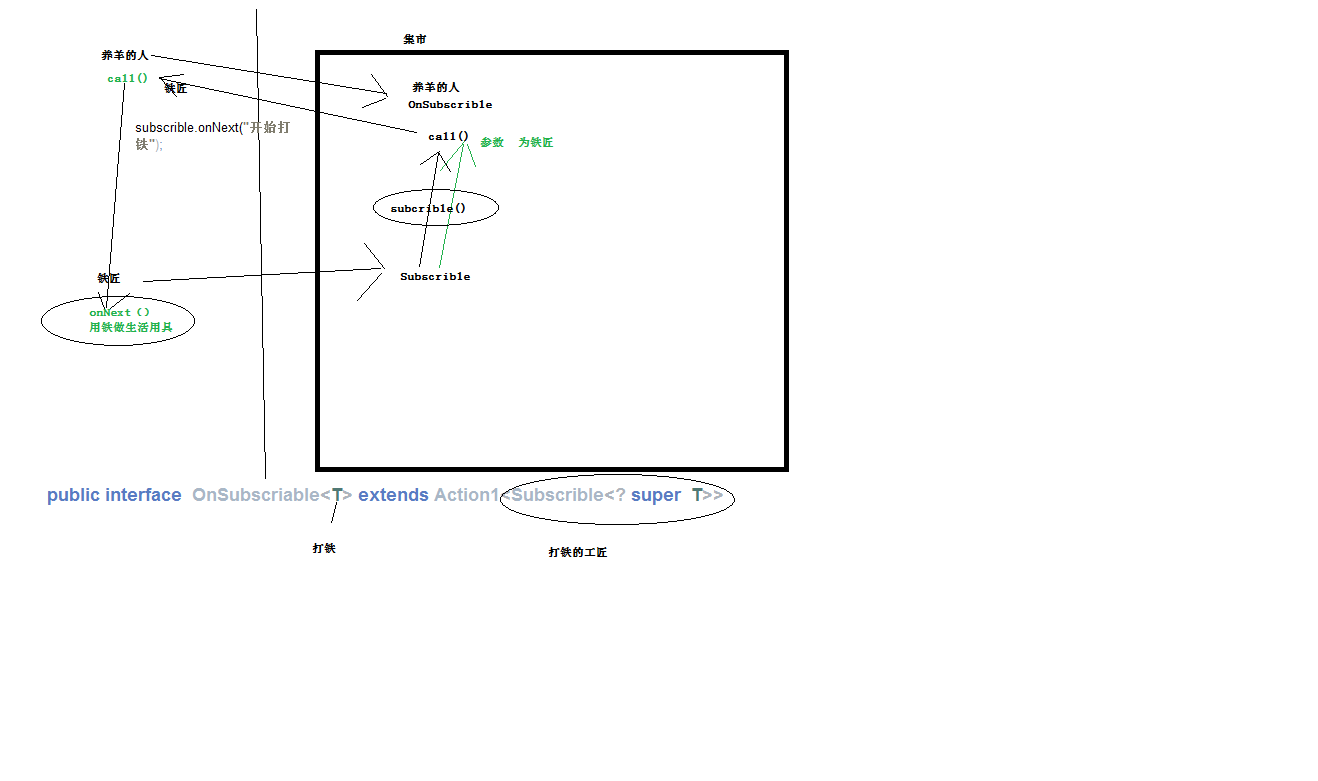 集市
养羊的人
call()
铁匠
subscrible.onNext("开始打
铁");
养羊的人
OnSubscrible
call()
参数 为铁匠
subcrible()
Subscrible
铁匠
onNext（）
用铁做生活用具
public interface OnSubscriable<T> extends Action1<Subscrible<? super T>>
打铁
打铁的工匠